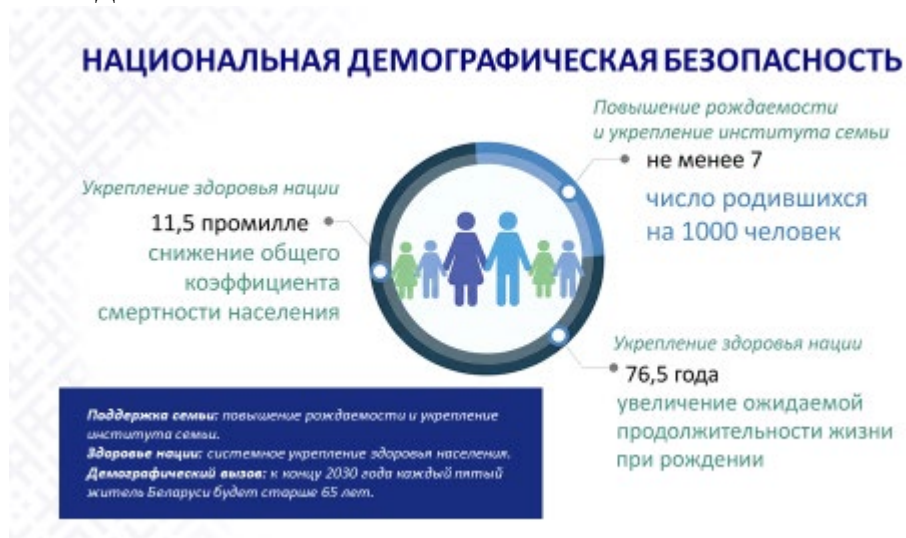 НАЦИОНАЛЬНАЯ ДЕМОГРАФИЧЕСКАЯ БЕЗОПАСНОСТЬ
Повышение рождаемости
и укрепление института семьи
не менее 7
число родившихся
на 1000 человек
Укрепление здоровья нации
11,5 промилле
снижение общего
коэффициента
смертности населения
Укрепление здоровья нации
76,5 года
увеличение ожидаемой
продолжительности жизни
при рождении
Поддержка семьи: повышение рождаемости и укрепление
института семьи.
Здоровье нации: системное укрепление здоровья населения.
Демографический вызов: к концу 2030 года каждый пятый
житель Беларуси будет старше 65 лет.